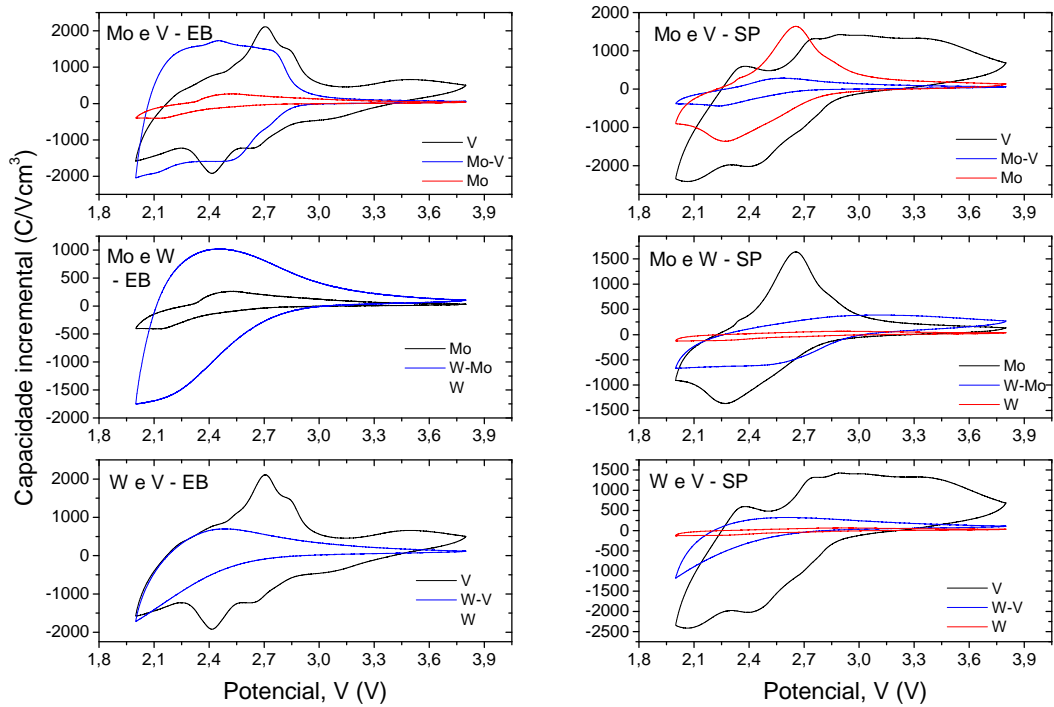 Capacidade incremental (C/Vcm³)
Mo e V - EB
2000
1000
0
-1000
-2000
V
Mo-V
Mo
1,8 2,1 2,4 2,7 3,0 3,3 3,6 3,9
Mo e V - SP
2000
1000
0
-1000
-2000
V
Mo-V
Mo
1,8 2,1 2,4 2,7 3,0 3,3 3,6 3,9
Mo e W
- EB
1000
500
0
-500
-1000
-1500
-2000
Mo
W-Mo
W
1,8 2,1 2,4 2,7 3,0 3,3 3,6 3,9
Mo e W - SP
1500
1000
500
0
-500
-1000
-1500
Mo
W-Mo
W
1,8 2,1 2,4 2,7 3,0 3,3 3,6 3,9
W e V - EB
2000
1000
0
-1000
-2000
V
W-V
W
1,8 2,1 2,4 2,7 3,0 3,3 3,6 3,9
Potencial, V (V)
W e V - SP
1500
1000
500
0
-500
-1000
-1500
-2000
-2500
V
W-V
W
1,8 2,1 2,4 2,7 3,0 3,3 3,6 3,9
Potencial, V (V)